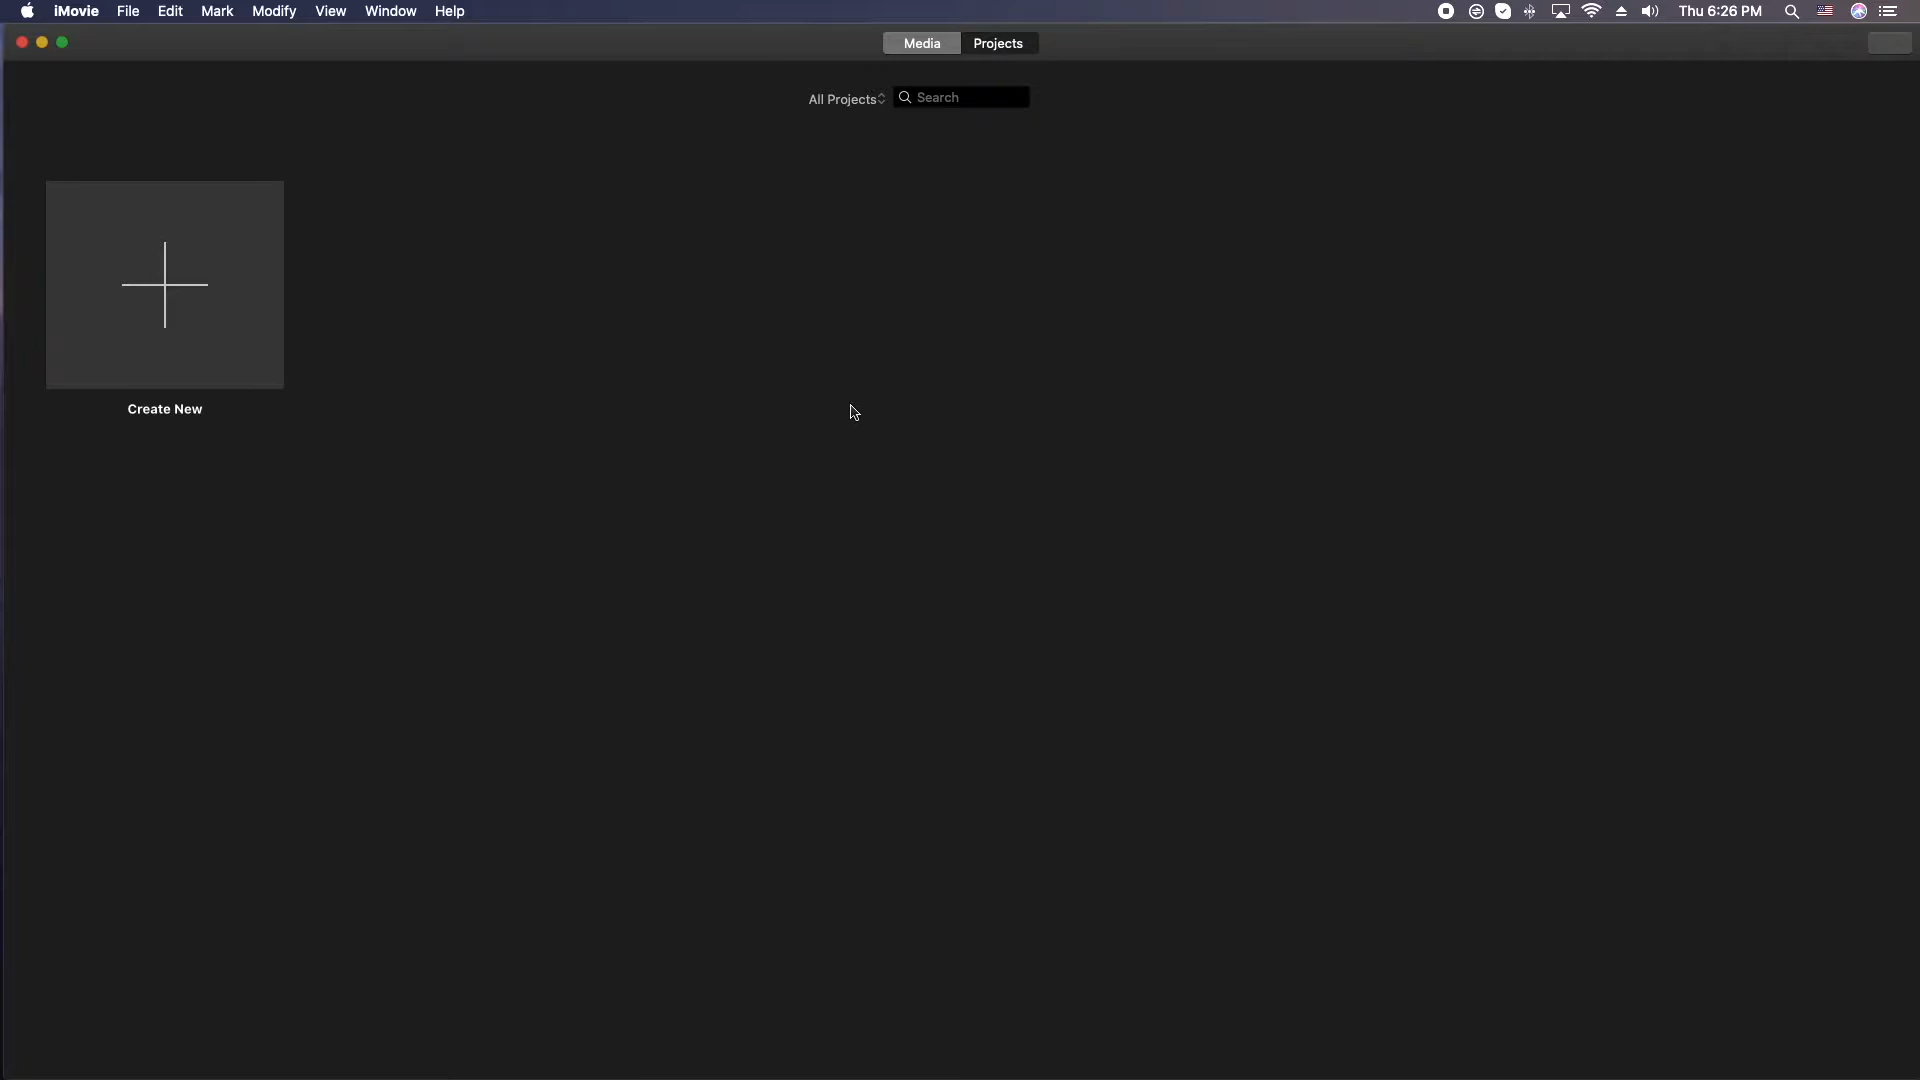 iMovie File Edit Mark Modify View Window Help Thu 6:26 PM
Media Projects
All Projects Search
Create New